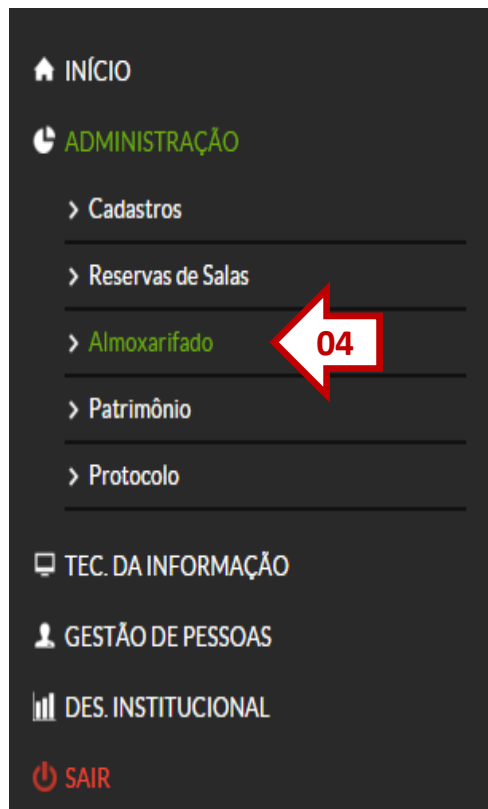 INÍCIO
ADMINISTRAÇÃO
Cadastros
Reservas de Salas
Almoxarifado
04
Patrimônio
Protocolo
TEC. DA INFORMAÇÃO
GESTÃO DE PESSOAS
DES. INSTITUCIONAL
SAIR